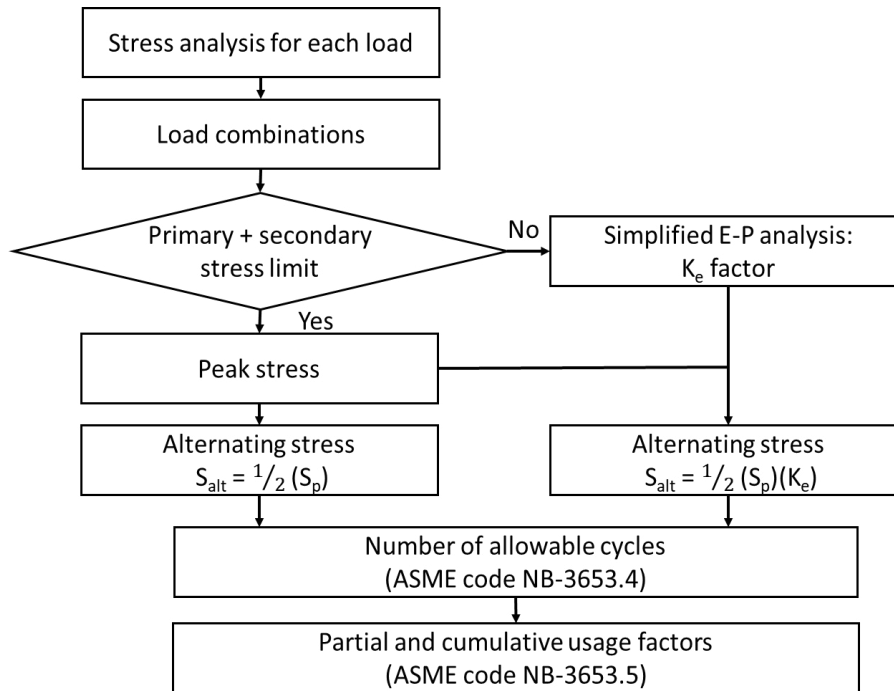 Stress analysis for each load
Load combinations
Primary + secondary
stress limit
No
Simplified E-P analysis:
Kₑ factor
Yes
Peak stress
Alternating stress
Sₐₗₜ = 1/2 (Sₚ)
Alternating stress
Sₐₗₜ = 1/2 (Sₚ)(Kₑ)
Number of allowable cycles
(ASME code NB-3653.4)
Partial and cumulative usage factors
(ASME code NB-3653.5)